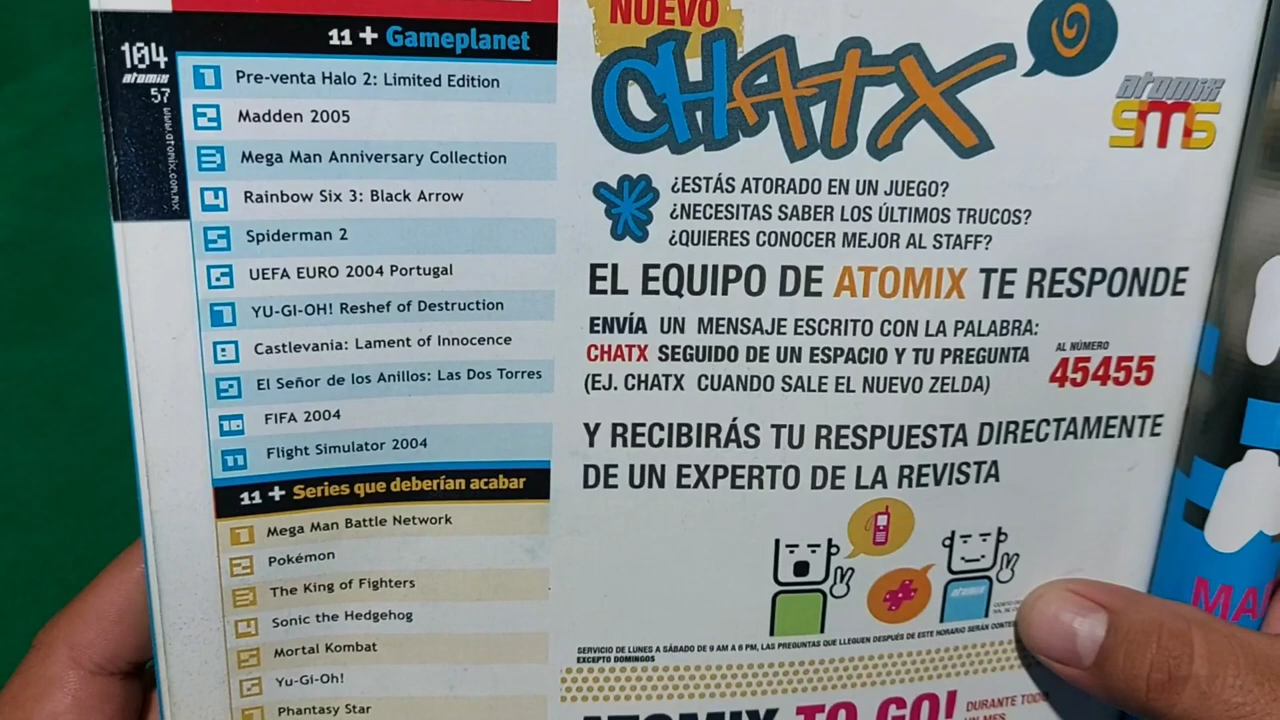 104
atomix
57
www.atomix.com.mx
11 + Gameplanet
1 Pre-venta Halo 2: Limited Edition
2 Madden 2005
3 Mega Man Anniversary Collection
4 Rainbow Six 3: Black Arrow
5 Spiderman 2
6 UEFA EURO 2004 Portugal
7 YU-GI-OH! Reshef of Destruction
8 Castlevania: Lament of Innocence
9 El Señor de los Anillos: Las Dos Torres
10 FIFA 2004
11 Flight Simulator 2004
11 + Series que deberían acabar
1 Mega Man Battle Network
2 Pokémon
3 The King of Fighters
4 Sonic the Hedgehog
5 Mortal Kombat
6 Yu-Gi-Oh!
7 Phantasy Star
NUEVO
CHATX
atomix
SMS
¿ESTÁS ATORADO EN UN JUEGO?
¿NECESITAS SABER LOS ÚLTIMOS TRUCOS?
¿QUIERES CONOCER MEJOR AL STAFF?
EL EQUIPO DE ATOMIX TE RESPONDE
ENVÍA UN MENSAJE ESCRITO CON LA PALABRA:
CHATX SEGUIDO DE UN ESPACIO Y TU PREGUNTA
(EJ. CHATX CUANDO SALE EL NUEVO ZELDA)
AL NÚMERO
45455
Y RECIBIRÁS TU RESPUESTA DIRECTAMENTE
DE UN EXPERTO DE LA REVISTA
atomix
SERVICIO DE LUNES A SÁBADO DE 9 AM A 6 PM, LAS PREGUNTAS QUE LLEGUEN DESPUÉS DE ESTE HORARIO SERÁN
EXCEPTO DOMINGOS
ATOMIX TO GO!
DURANTE TODO
UN MES
MA